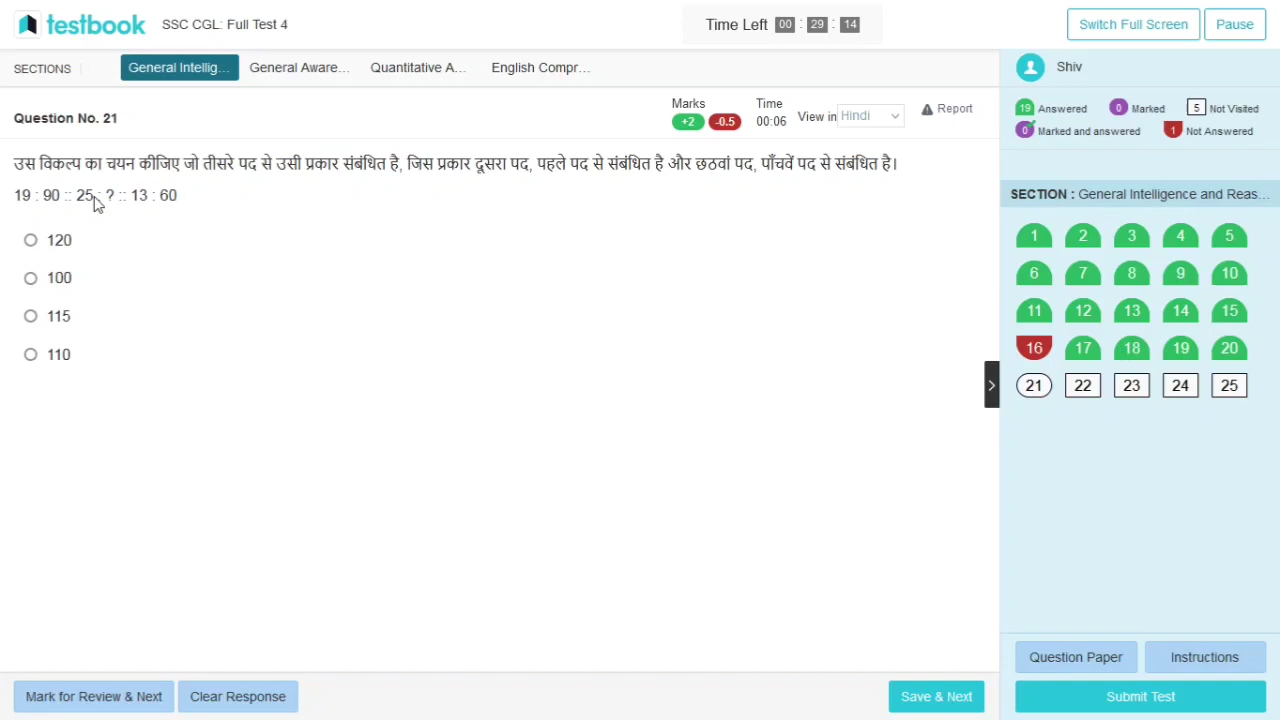 testbook SSC CGL: Full Test 4 Time Left 00 : 29 : 14 Switch Full Screen Pause
SECTIONS General Intellig... General Aware... Quantitative A... English Compr... Shiv
Question No. 21 Marks +2 -0.5 Time 00:06 View in Hindi Report
19 Answered 0 Marked 5 Not Visited
0 Marked and answered 1 Not Answered
उस विकल्प का चयन कीजिए जो तीसरे पद से उसी प्रकार संबंधित है, जिस प्रकार दूसरा पद, पहले पद से संबंधित है और छठवां पद, पाँचवें पद से संबंधित है।
19 : 90 :: 25 : ? :: 13 : 60
120
100
115
110
SECTION : General Intelligence and Reas...
1 2 3 4 5
6 7 8 9 10
11 12 13 14 15
16 17 18 19 20
21 22 23 24 25
Question Paper Instructions
Mark for Review & Next Clear Response Save & Next Submit Test